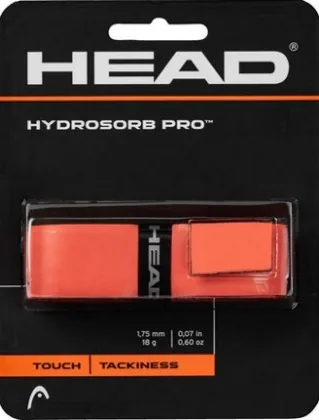 HEAD®
HYDROSORB PRO™
HEAD
1,75 mm | 0,07 in
18 g | 0,60 oz
TOUCH | TACKINESS